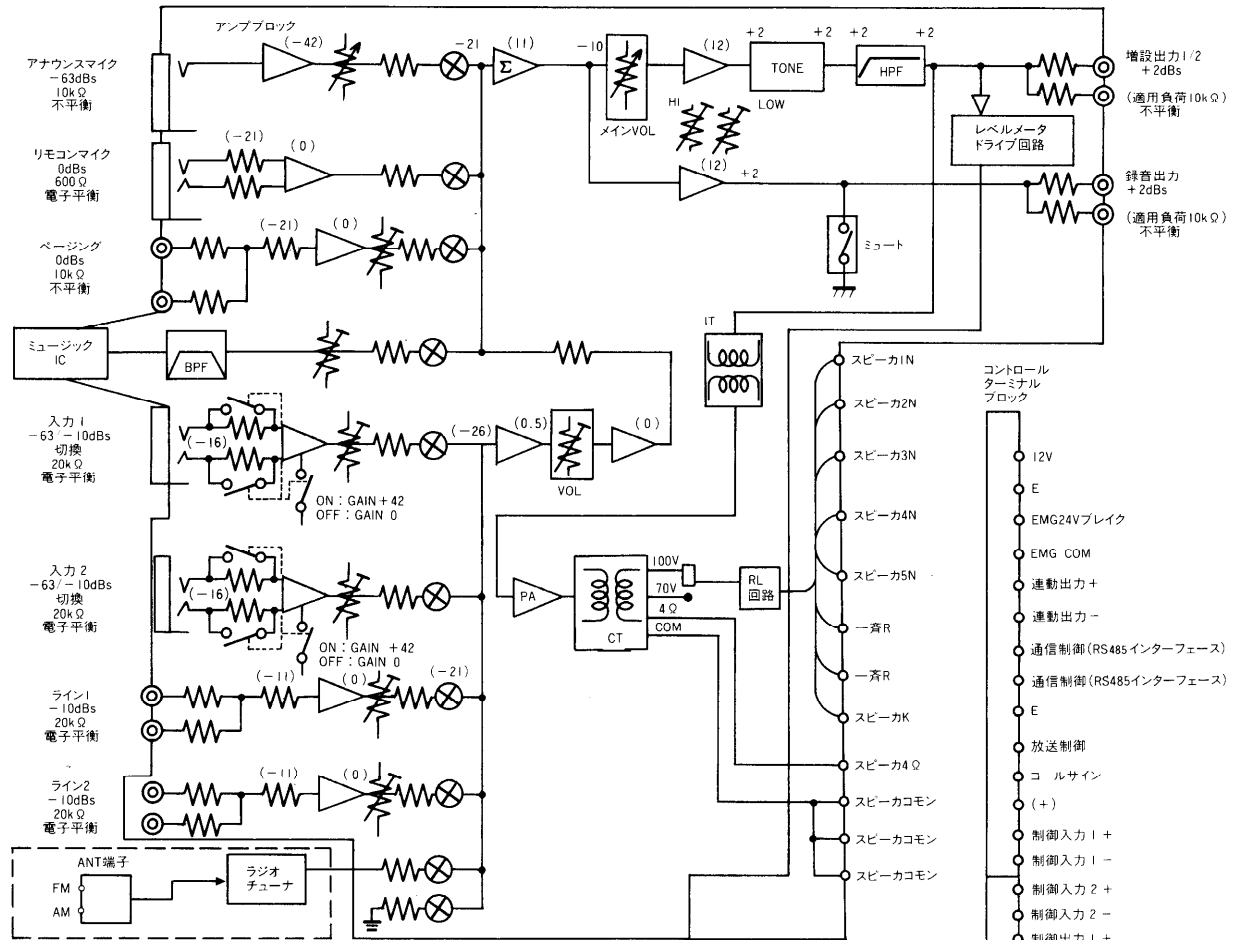 アンプブロック
アナウンスマイク
−63dBs
10kΩ
不平衡
(−42)
−21
(11)
Σ
−10
メインVOL
(12)
+2
TONE
HI
LOW
+2
+2
HPF
+2
増設出力1/2
+2dBs
(適用負荷10kΩ)
不平衡
レベルメータ
ドライブ回路
リモコンマイク
0dBs
600Ω
電子平衡
(−21)
(0)
(12)
+2
録音出力
+2dBs
(適用負荷10kΩ)
不平衡
ミュート
ページング
0dBs
10kΩ
不平衡
(−21)
(0)
ミュージック
IC
BPF
IT
入力1
−63/−10dBs
切換
20kΩ
電子平衡
(−16)
ON：GAIN+42
OFF：GAIN 0
(−26)
(0.5)
VOL
(0)
入力2
−63/−10dBs
切換
20kΩ
電子平衡
(−16)
ON：GAIN +42
OFF：GAIN 0
PA
CT
100V
70V
4Ω
COM
RL
回路
ライン1
−10dBs
20kΩ
電子平衡
(−11)
(0)
(−21)
ライン2
−10dBs
20kΩ
電子平衡
(−11)
(0)
ANT端子
FM
AM
ラジオ
チューナ
スピーカ1N
スピーカ2N
スピーカ3N
スピーカ4N
スピーカ5N
一斉R
一斉R
スピーカK
スピーカ4Ω
スピーカコモン
スピーカコモン
スピーカコモン
コントロール
ターミナル
ブロック
12V
E
EMG24Vブレイク
EMG COM
連動出力+
連動出力−
通信制御(RS485インターフェース)
通信制御(RS485インターフェース)
E
放送制御
コールサイン
(+)
制御入力1+
制御入力1−
制御入力2+
制御入力2−
制御出力1+